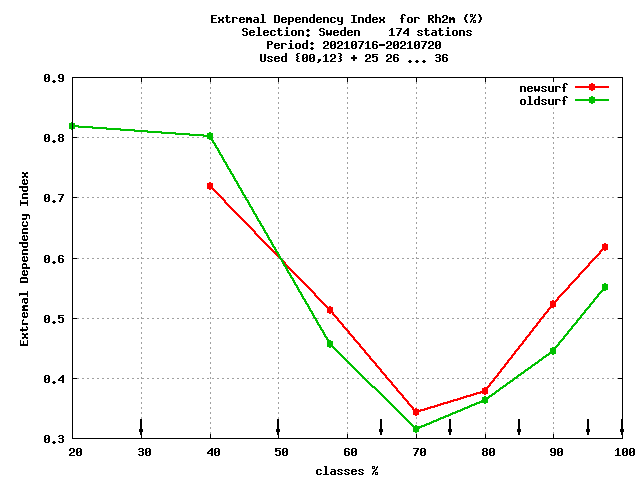 Extremal Dependency Index  for Rh2m (%)
Selection: Sweden    174 stations
Period: 20210716-20210720
Used {00,12} + 25 26 ... 36
newsurf
oldsurf
0.9
0.8
0.7
0.6
0.5
0.4
0.3
Extremal Dependency Index
20 30 40 50 60 70 80 90 100
classes %